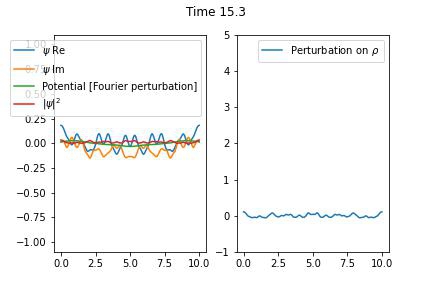 Time 15.3
1.00
ψ Re
0.75
ψ Im
0.50
Potential [Fourier perturbation]
|ψ|²
0.25
0.00
−0.25
−0.50
−0.75
−1.00
0.0 2.5 5.0 7.5 10.0
Perturbation on ρ
5
4
3
2
1
0
−1
0.0 2.5 5.0 7.5 10.0